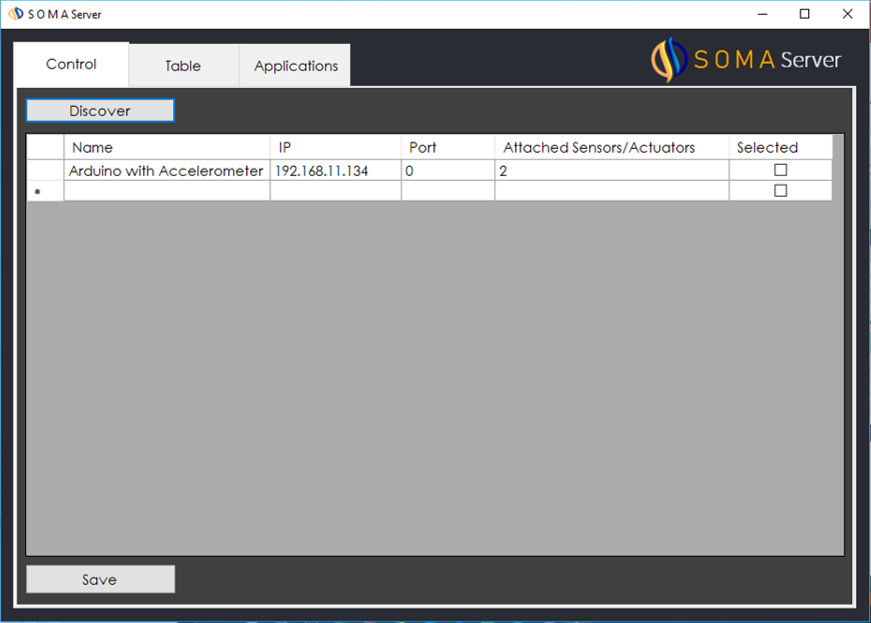 S O M A Server
S O M A Server
Control Table Applications
Discover
Name IP Port Attached Sensors/Actuators Selected
Arduino with Accelerometer 192.168.11.134 0 2
*
Save